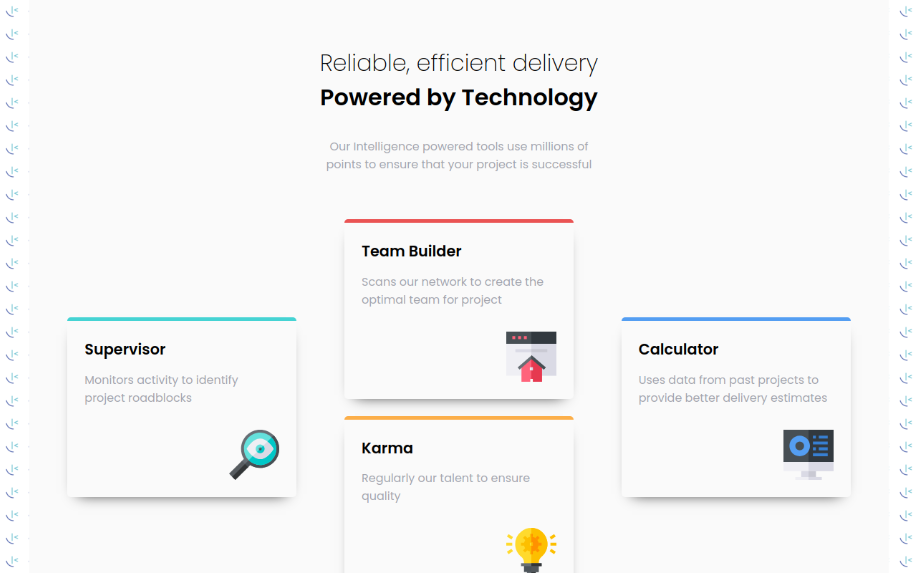 Reliable, efficient delivery
Powered by Technology
Our Intelligence powered tools use millions of
points to ensure that your project is successful
Team Builder
Scans our network to create the
optimal team for project
Supervisor
Monitors activity to identify
project roadblocks
Calculator
Uses data from past projects to
provide better delivery estimates
Karma
Regularly our talent to ensure
quality